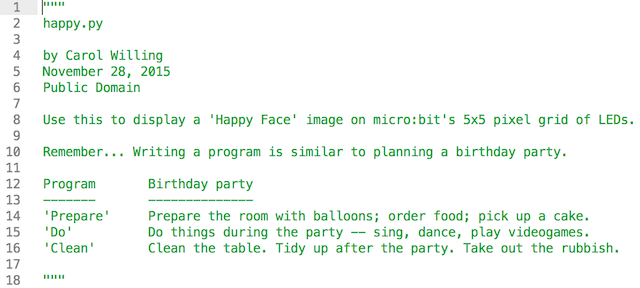 1 """
2 happy.py
3
4 by Carol Willing
5 November 28, 2015
6 Public Domain
7
8 Use this to display a 'Happy Face' image on micro:bit's 5x5 pixel grid of LEDs.
9
10 Remember... Writing a program is similar to planning a birthday party.
11
12 Program Birthday party
13 ------- --------------
14 'Prepare' Prepare the room with balloons; order food; pick up a cake.
15 'Do' Do things during the party -- sing, dance, play videogames.
16 'Clean' Clean the table. Tidy up after the party. Take out the rubbish.
17
18 """